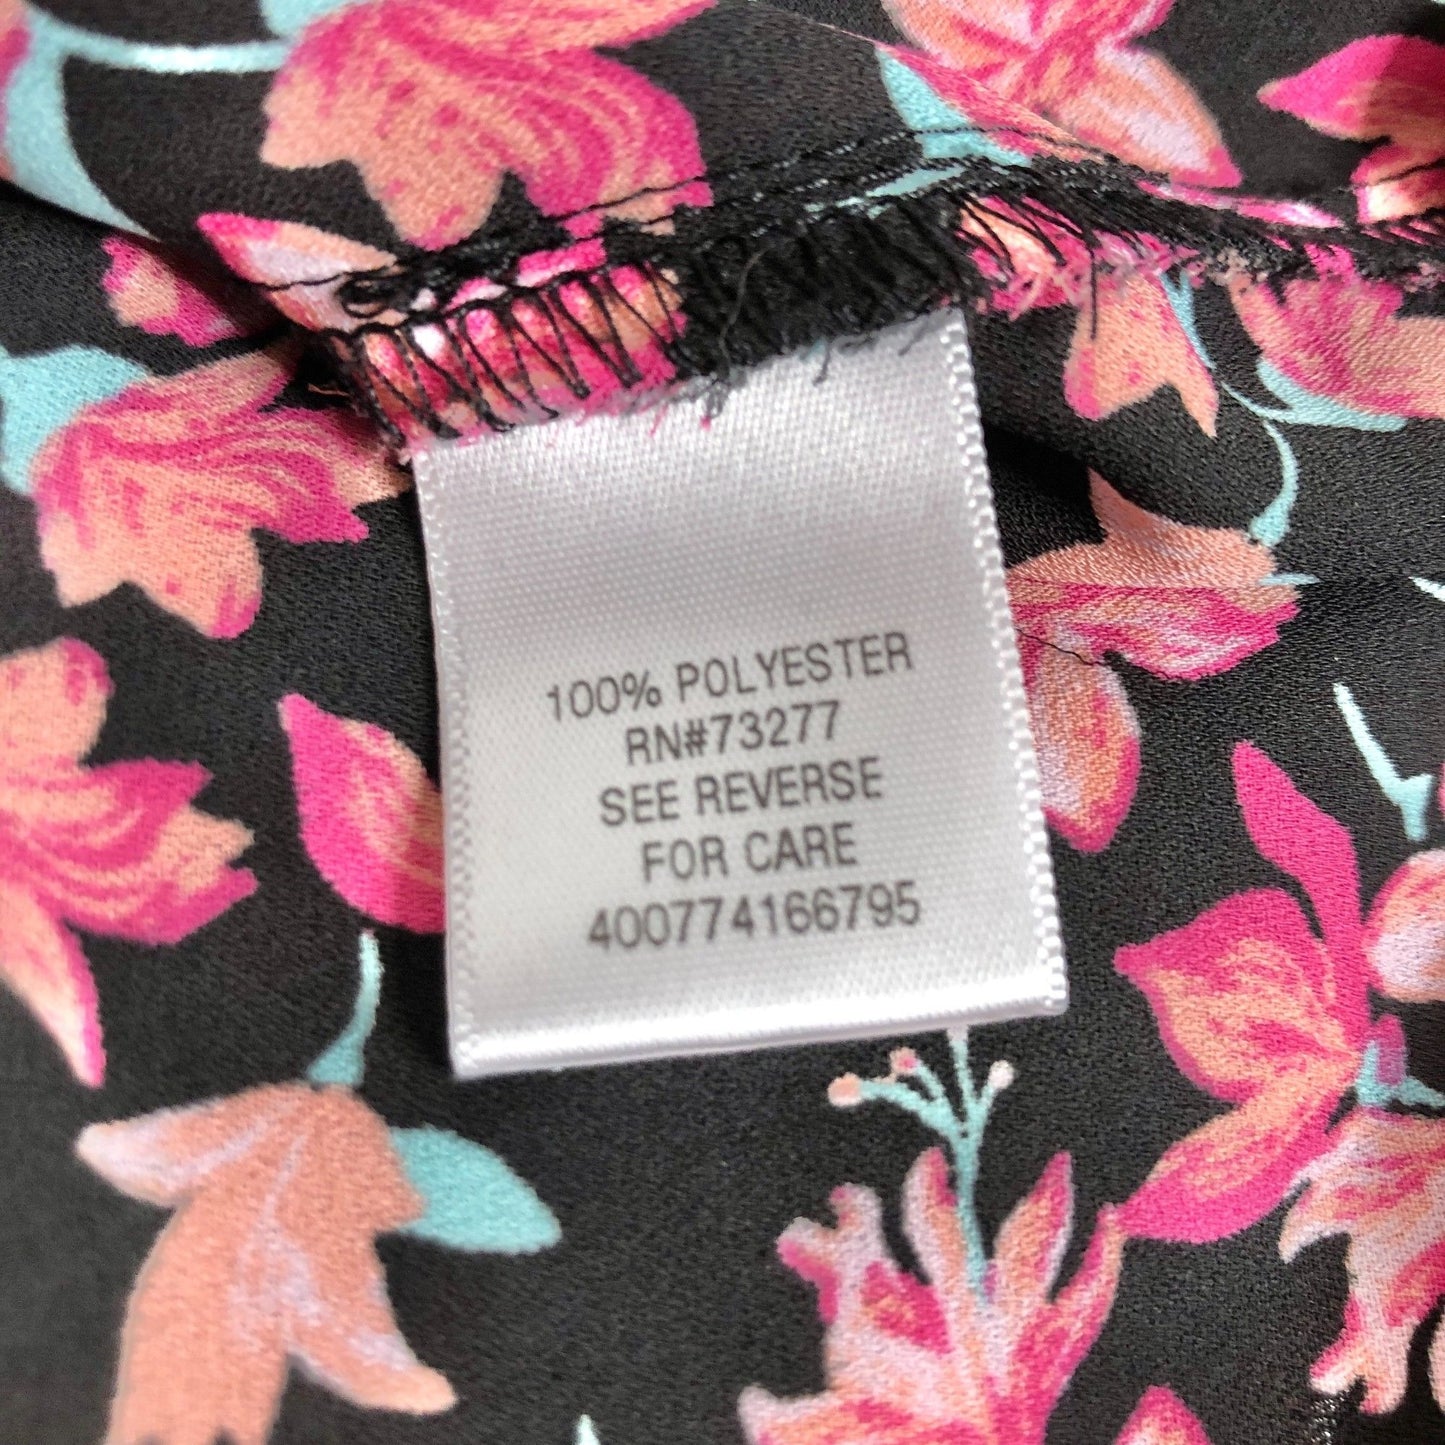 100% POLYESTER
RN#73277
SEE REVERSE
FOR CARE
400774166795